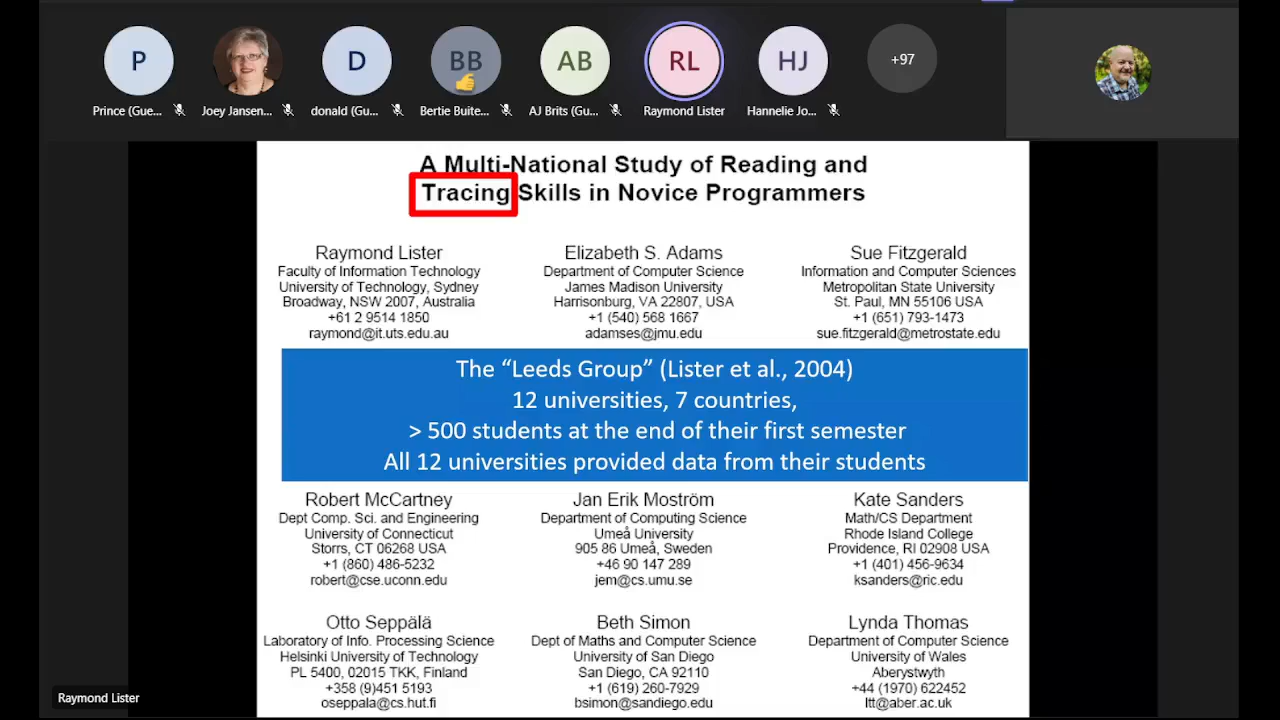 P
D
BB
AB
RL
HJ
+97
Prince (Gue...
Joey Jansen...
donald (Gu...
Bertie Buite...
AJ Brits (Gu...
Raymond Lister
Hannelie Jo...
A Multi-National Study of Reading and
Tracing Skills in Novice Programmers
Raymond Lister
Faculty of Information Technology
University of Technology, Sydney
Broadway, NSW 2007, Australia
+61 2 9514 1850
raymond@it.uts.edu.au
Elizabeth S. Adams
Department of Computer Science
James Madison University
Harrisonburg, VA 22807, USA
+1 (540) 568 1667
adamses@jmu.edu
Sue Fitzgerald
Information and Computer Sciences
Metropolitan State University
St. Paul, MN 55106 USA
+1 (651) 793-1473
sue.fitzgerald@metrostate.edu
The “Leeds Group” (Lister et al., 2004)
12 universities, 7 countries,
> 500 students at the end of their first semester
All 12 universities provided data from their students
Robert McCartney
Dept Comp. Sci. and Engineering
University of Connecticut
Storrs, CT 06268 USA
+1 (860) 486-5232
robert@cse.uconn.edu
Jan Erik Moström
Department of Computing Science
Umeå University
905 86 Umeå, Sweden
+46 90 147 289
jem@cs.umu.se
Kate Sanders
Math/CS Department
Rhode Island College
Providence, RI 02908 USA
+1 (401) 456-9634
ksanders@ric.edu
Otto Seppälä
Laboratory of Info. Processing Science
Helsinki University of Technology
PL 5400, 02015 TKK, Finland
+358 (9)451 5193
oseppala@cs.hut.fi
Beth Simon
Dept of Maths and Computer Science
University of San Diego
San Diego, CA 92110
+1 (619) 260-7929
bsimon@sandiego.edu
Lynda Thomas
Department of Computer Science
University of Wales
Aberystwyth
+44 (1970) 622452
ltt@aber.ac.uk
Raymond Lister